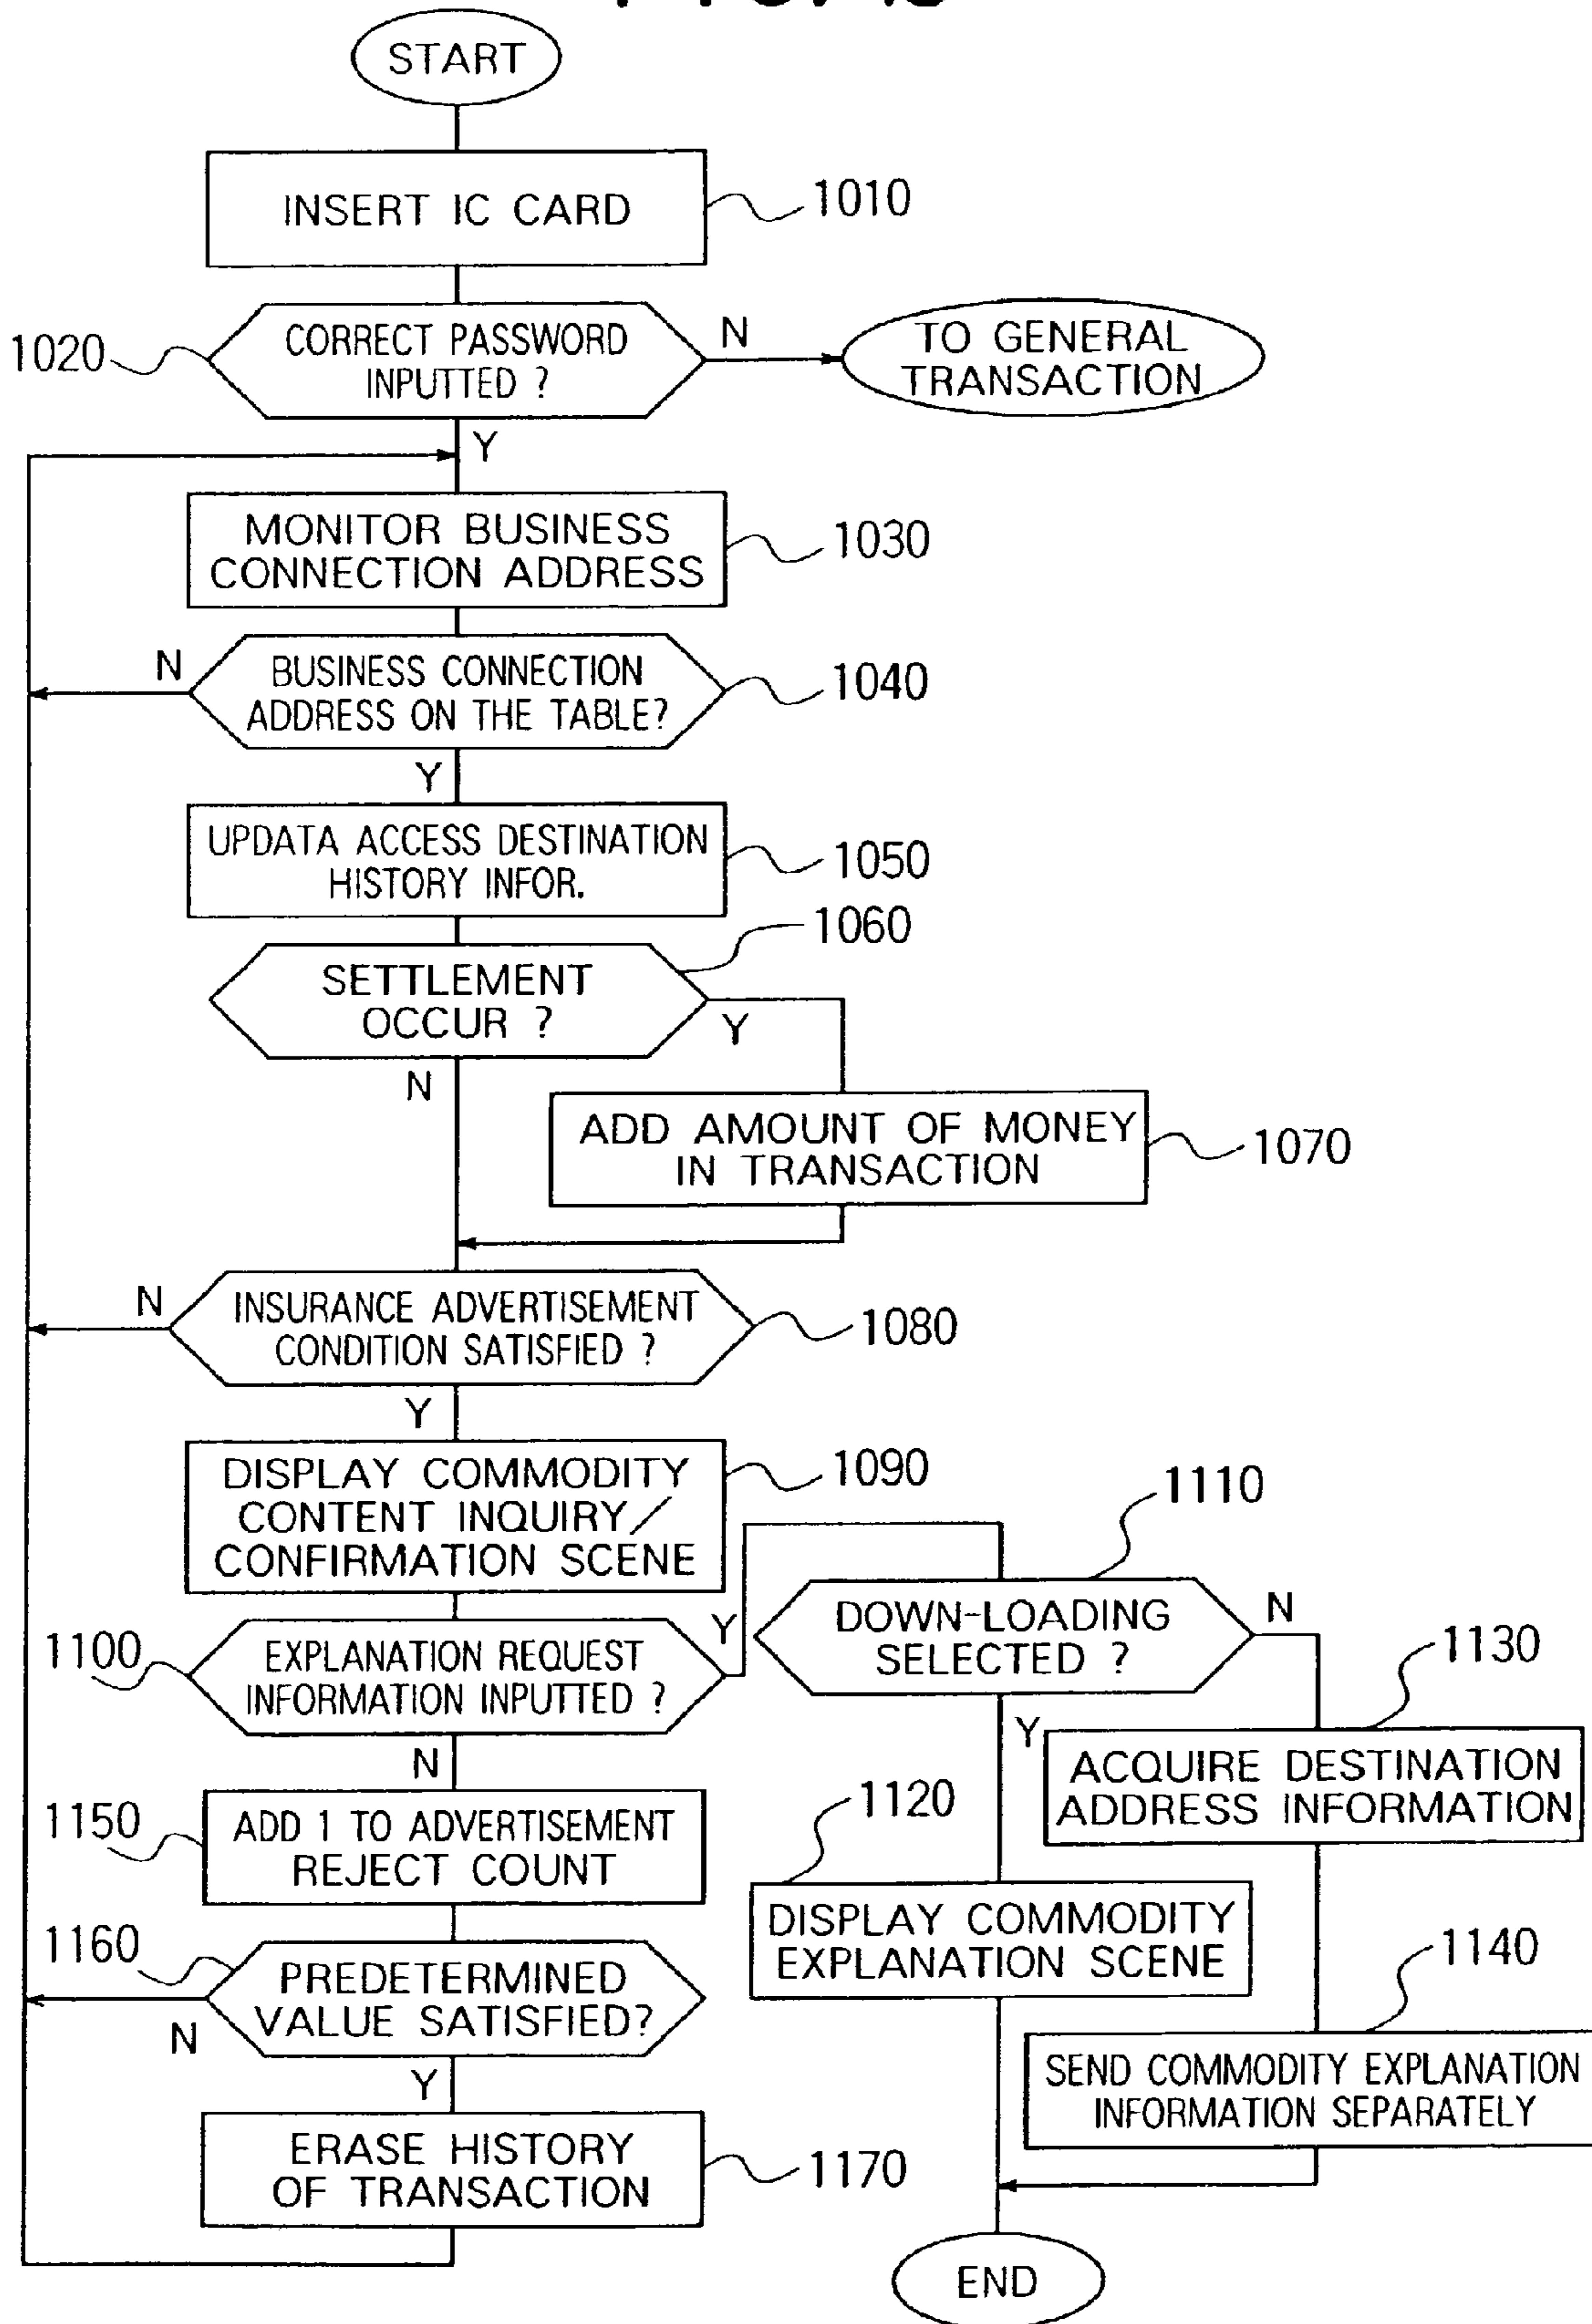 START
INSERT IC CARD
1010
1020
CORRECT PASSWORD
INPUTTED ?
N
TO GENERAL
TRANSACTION
Y
MONITOR BUSINESS
CONNECTION ADDRESS
1030
N
BUSINESS CONNECTION
ADDRESS ON THE TABLE?
1040
Y
UPDATA ACCESS DESTINATION
HISTORY INFOR.
1050
1060
SETTLEMENT
OCCUR ?
Y
N
ADD AMOUNT OF MONEY
IN TRANSACTION
1070
N
INSURANCE ADVERTISEMENT
CONDITION SATISFIED ?
1080
Y
DISPLAY COMMODITY
CONTENT INQUIRY/
CONFIRMATION SCENE
1090
1110
1100
EXPLANATION REQUEST
INFORMATION INPUTTED ?
Y
DOWN-LOADING
SELECTED ?
N
1130
N
Y
ACQUIRE DESTINATION
ADDRESS INFORMATION
1150
ADD 1 TO ADVERTISEMENT
REJECT COUNT
1120
DISPLAY COMMODITY
EXPLANATION SCENE
1160
PREDETERMINED
VALUE SATISFIED?
N
1140
Y
SEND COMMODITY EXPLANATION
INFORMATION SEPARATELY
ERASE HISTORY
OF TRANSACTION
1170
END